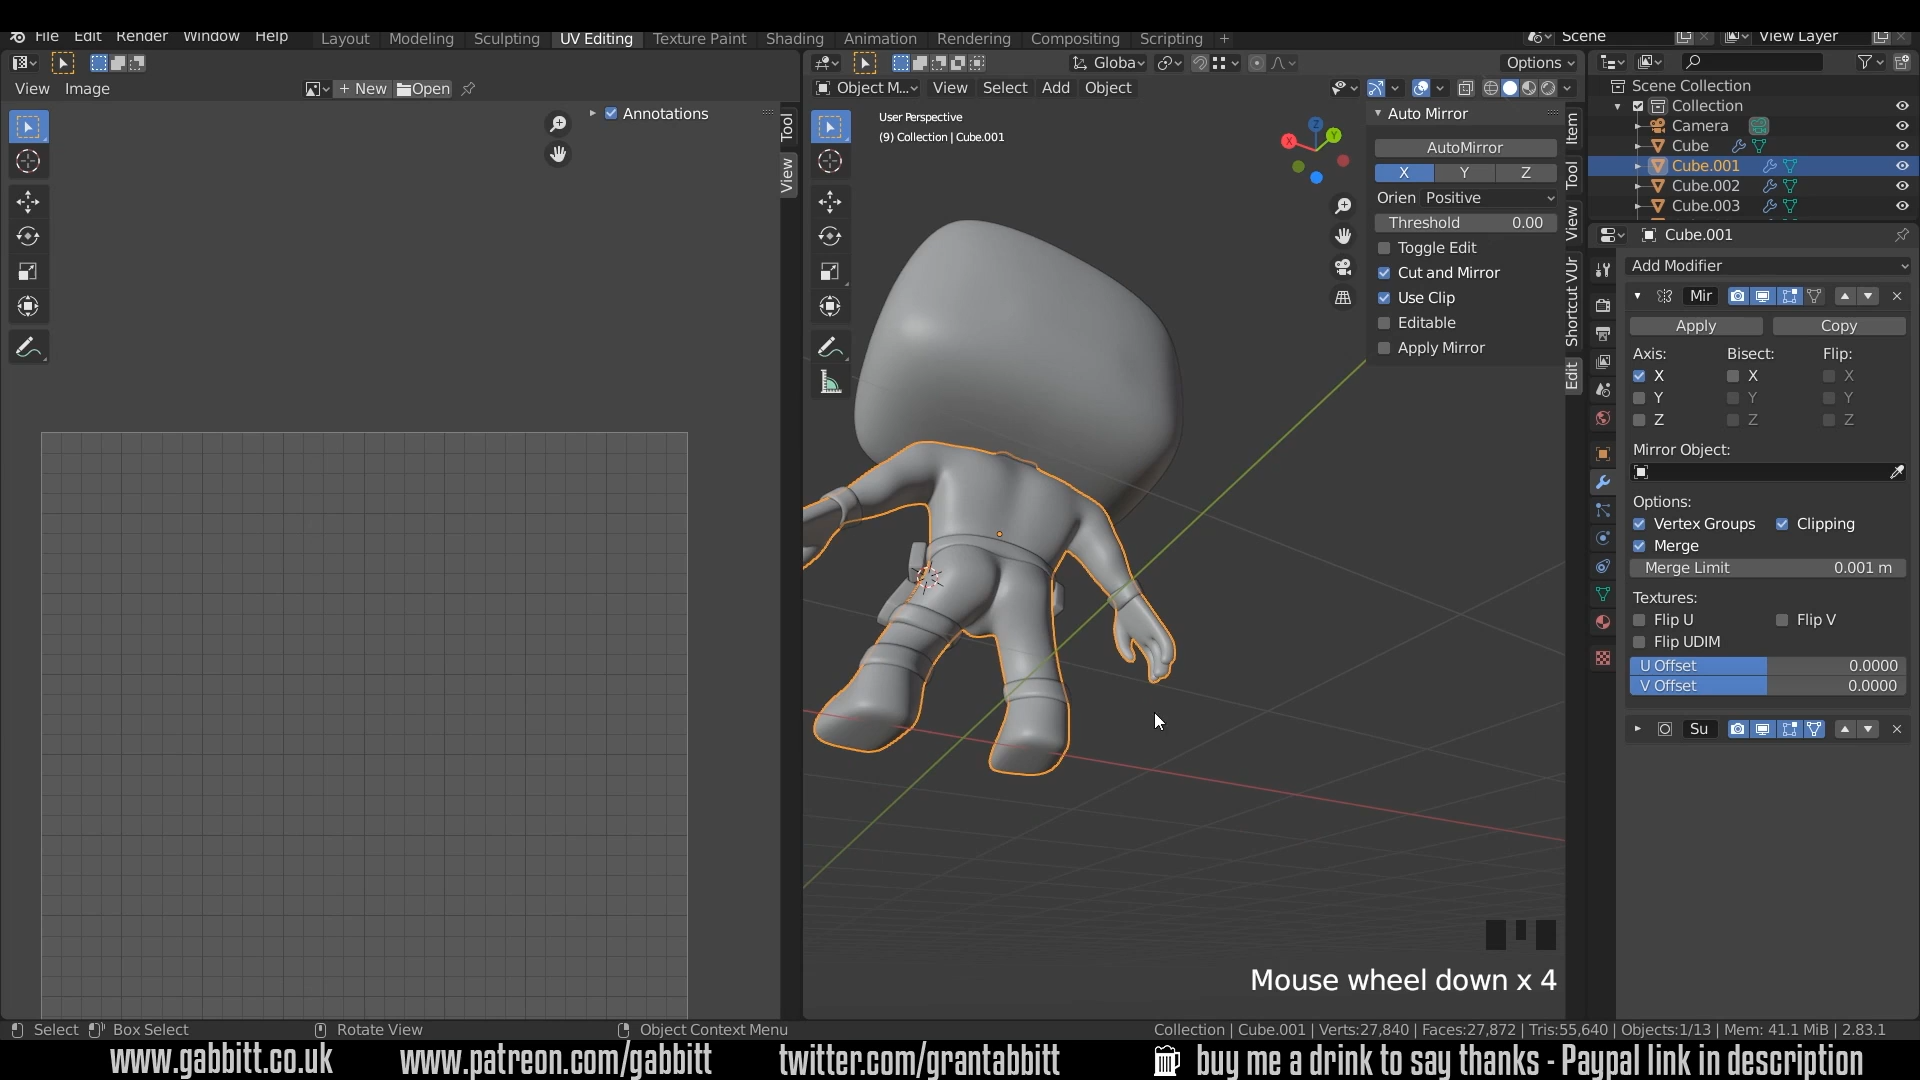 File Edit Render Window Help
Layout Modeling Sculpting UV Editing Texture Paint Shading Animation Rendering Compositing Scripting +
Scene
View Layer
Globa
Options
View Image
+ New
Open
Object M...
View Select Add Object
Annotations
Tool
View
User Perspective
(9) Collection | Cube.001
X
Y
Z
Auto Mirror
AutoMirror
X Y Z
Orien Positive
Threshold 0.00
Toggle Edit
Cut and Mirror
Use Clip
Editable
Apply Mirror
Item
Tool
View
Shortcut VUr
Edit
Scene Collection
Collection
Camera
Cube
Cube.001
Cube.002
Cube.003
Cube.001
Add Modifier
Mir
Apply Copy
Axis: Bisect: Flip:
X X X
Y Y Y
Z Z Z
Mirror Object:
Options:
Vertex Groups Clipping
Merge
Merge Limit 0.001 m
Textures:
Flip U Flip V
Flip UDIM
U Offset 0.0000
V Offset 0.0000
Su
Mouse wheel down x 4
Select Box Select Rotate View Object Context Menu
Collection | Cube.001 | Verts:27,840 | Faces:27,872 | Tris:55,640 | Objects:1/13 | Mem: 41.1 MiB | 2.83.1
www.gabbitt.co.uk www.patreon.com/gabbitt twitter.com/grantabbitt buy me a drink to say thanks - Paypal link in description